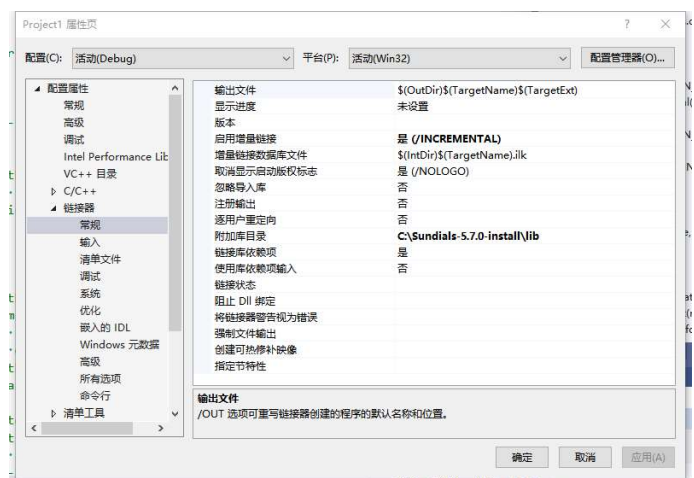 Project1 属性页
? ×
配置(C): 活动(Debug) 平台(P): 活动(Win32) 配置管理器(O)...
配置属性
常规
高级
调试
Intel Performance Lib
VC++ 目录
C/C++
链接器
常规
输入
清单文件
调试
系统
优化
嵌入的 IDL
Windows 元数据
高级
所有选项
命令行
清单工具
输出文件 $(OutDir)$(TargetName)$(TargetExt)
显示进度 未设置
版本
启用增量链接 是 (/INCREMENTAL)
增量链接数据库文件 $(IntDir)$(TargetName).ilk
取消显示启动版权标志 是 (/NOLOGO)
忽略导入库 否
注册输出 否
逐用户重定向 否
附加库目录 C:\Sundials-5.7.0-install\lib
链接库依赖项 是
使用库依赖项输入 否
链接状态
阻止 Dll 绑定
将链接器警告视为错误
强制文件输出
创建可热修补映像
指定节特性
输出文件
/OUT 选项可重写链接器创建的程序的默认名称和位置。
确定 取消 应用(A)